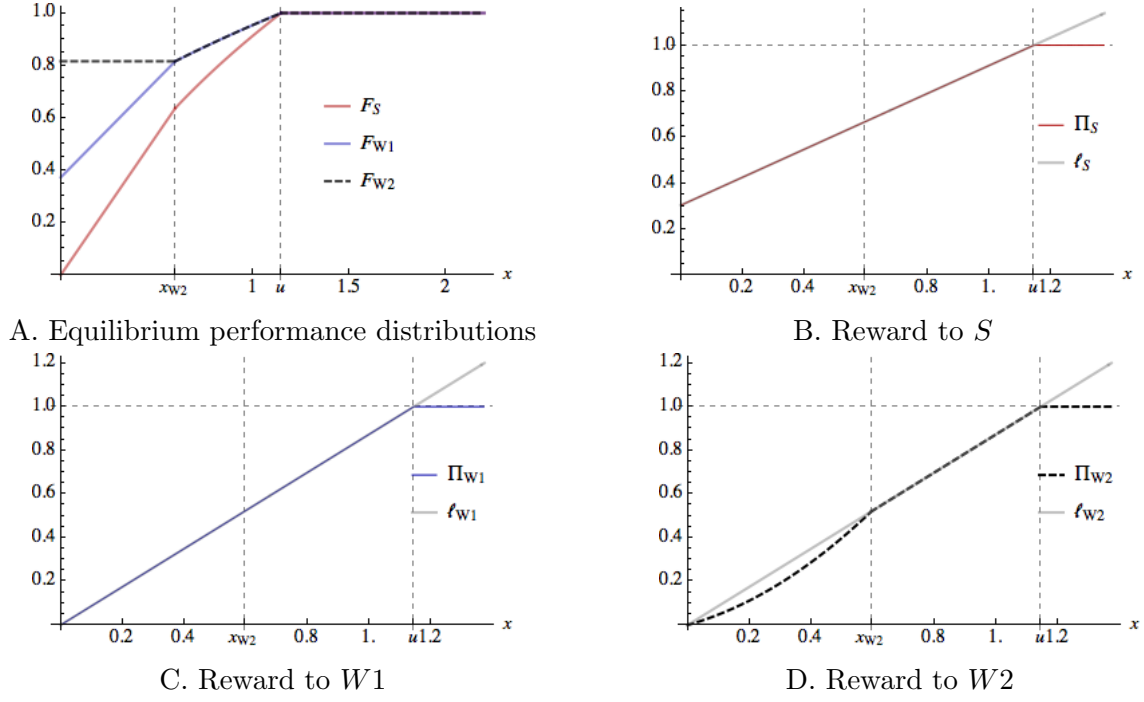 1.0
0.8
0.6
0.4
0.2
F_S
F_W1
F_W2
x_W2 1 u 1.5 2 x
A. Equilibrium performance distributions
1.0
0.8
0.6
0.4
0.2
Π_S
ℓ_S
0.2 0.4 x_W2 0.8 1. u 1.2 x
B. Reward to S
1.2
1.0
0.8
0.6
0.4
0.2
Π_W1
ℓ_W1
0.2 0.4 x_W2 0.8 1. u 1.2 x
C. Reward to W1
1.2
1.0
0.8
0.6
0.4
0.2
Π_W2
ℓ_W2
0.2 0.4 x_W2 0.8 1. u 1.2 x
D. Reward to W2